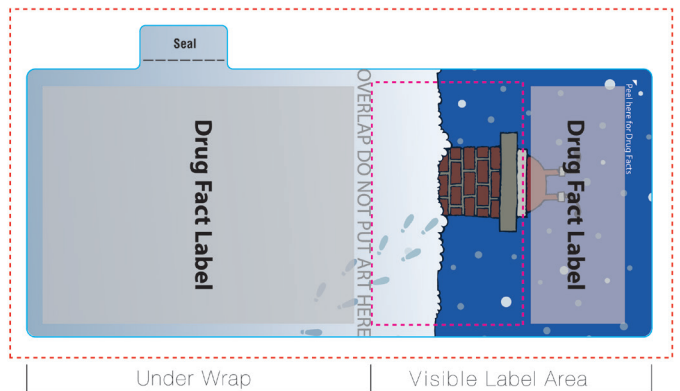 Seal
Drug Fact Label
OVERLAP DO NOT PUT ART HERE
Drug Fact Label
Peel here for Drug Farts
Under Wrap
Visible Label Area